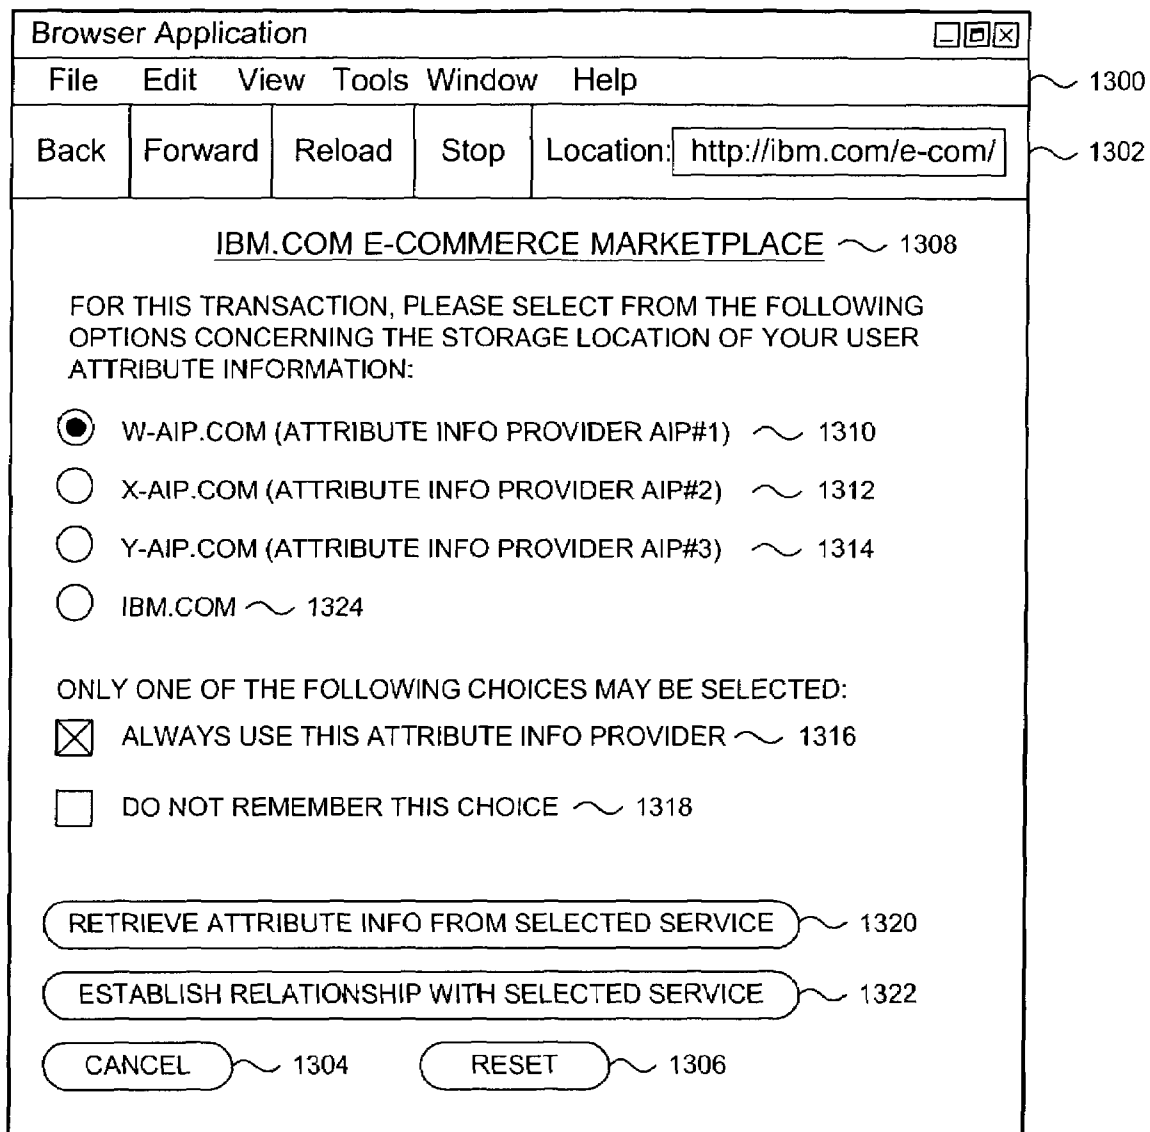 Browser Application
File Edit View Tools Window Help 1300
Back Forward Reload Stop Location: http://ibm.com/e-com/ 1302
IBM.COM E-COMMERCE MARKETPLACE 1308
FOR THIS TRANSACTION, PLEASE SELECT FROM THE FOLLOWING
OPTIONS CONCERNING THE STORAGE LOCATION OF YOUR USER
ATTRIBUTE INFORMATION:
W-AIP.COM (ATTRIBUTE INFO PROVIDER AIP#1) 1310
X-AIP.COM (ATTRIBUTE INFO PROVIDER AIP#2) 1312
Y-AIP.COM (ATTRIBUTE INFO PROVIDER AIP#3) 1314
IBM.COM 1324
ONLY ONE OF THE FOLLOWING CHOICES MAY BE SELECTED:
ALWAYS USE THIS ATTRIBUTE INFO PROVIDER 1316
DO NOT REMEMBER THIS CHOICE 1318
RETRIEVE ATTRIBUTE INFO FROM SELECTED SERVICE 1320
ESTABLISH RELATIONSHIP WITH SELECTED SERVICE 1322
CANCEL 1304 RESET 1306